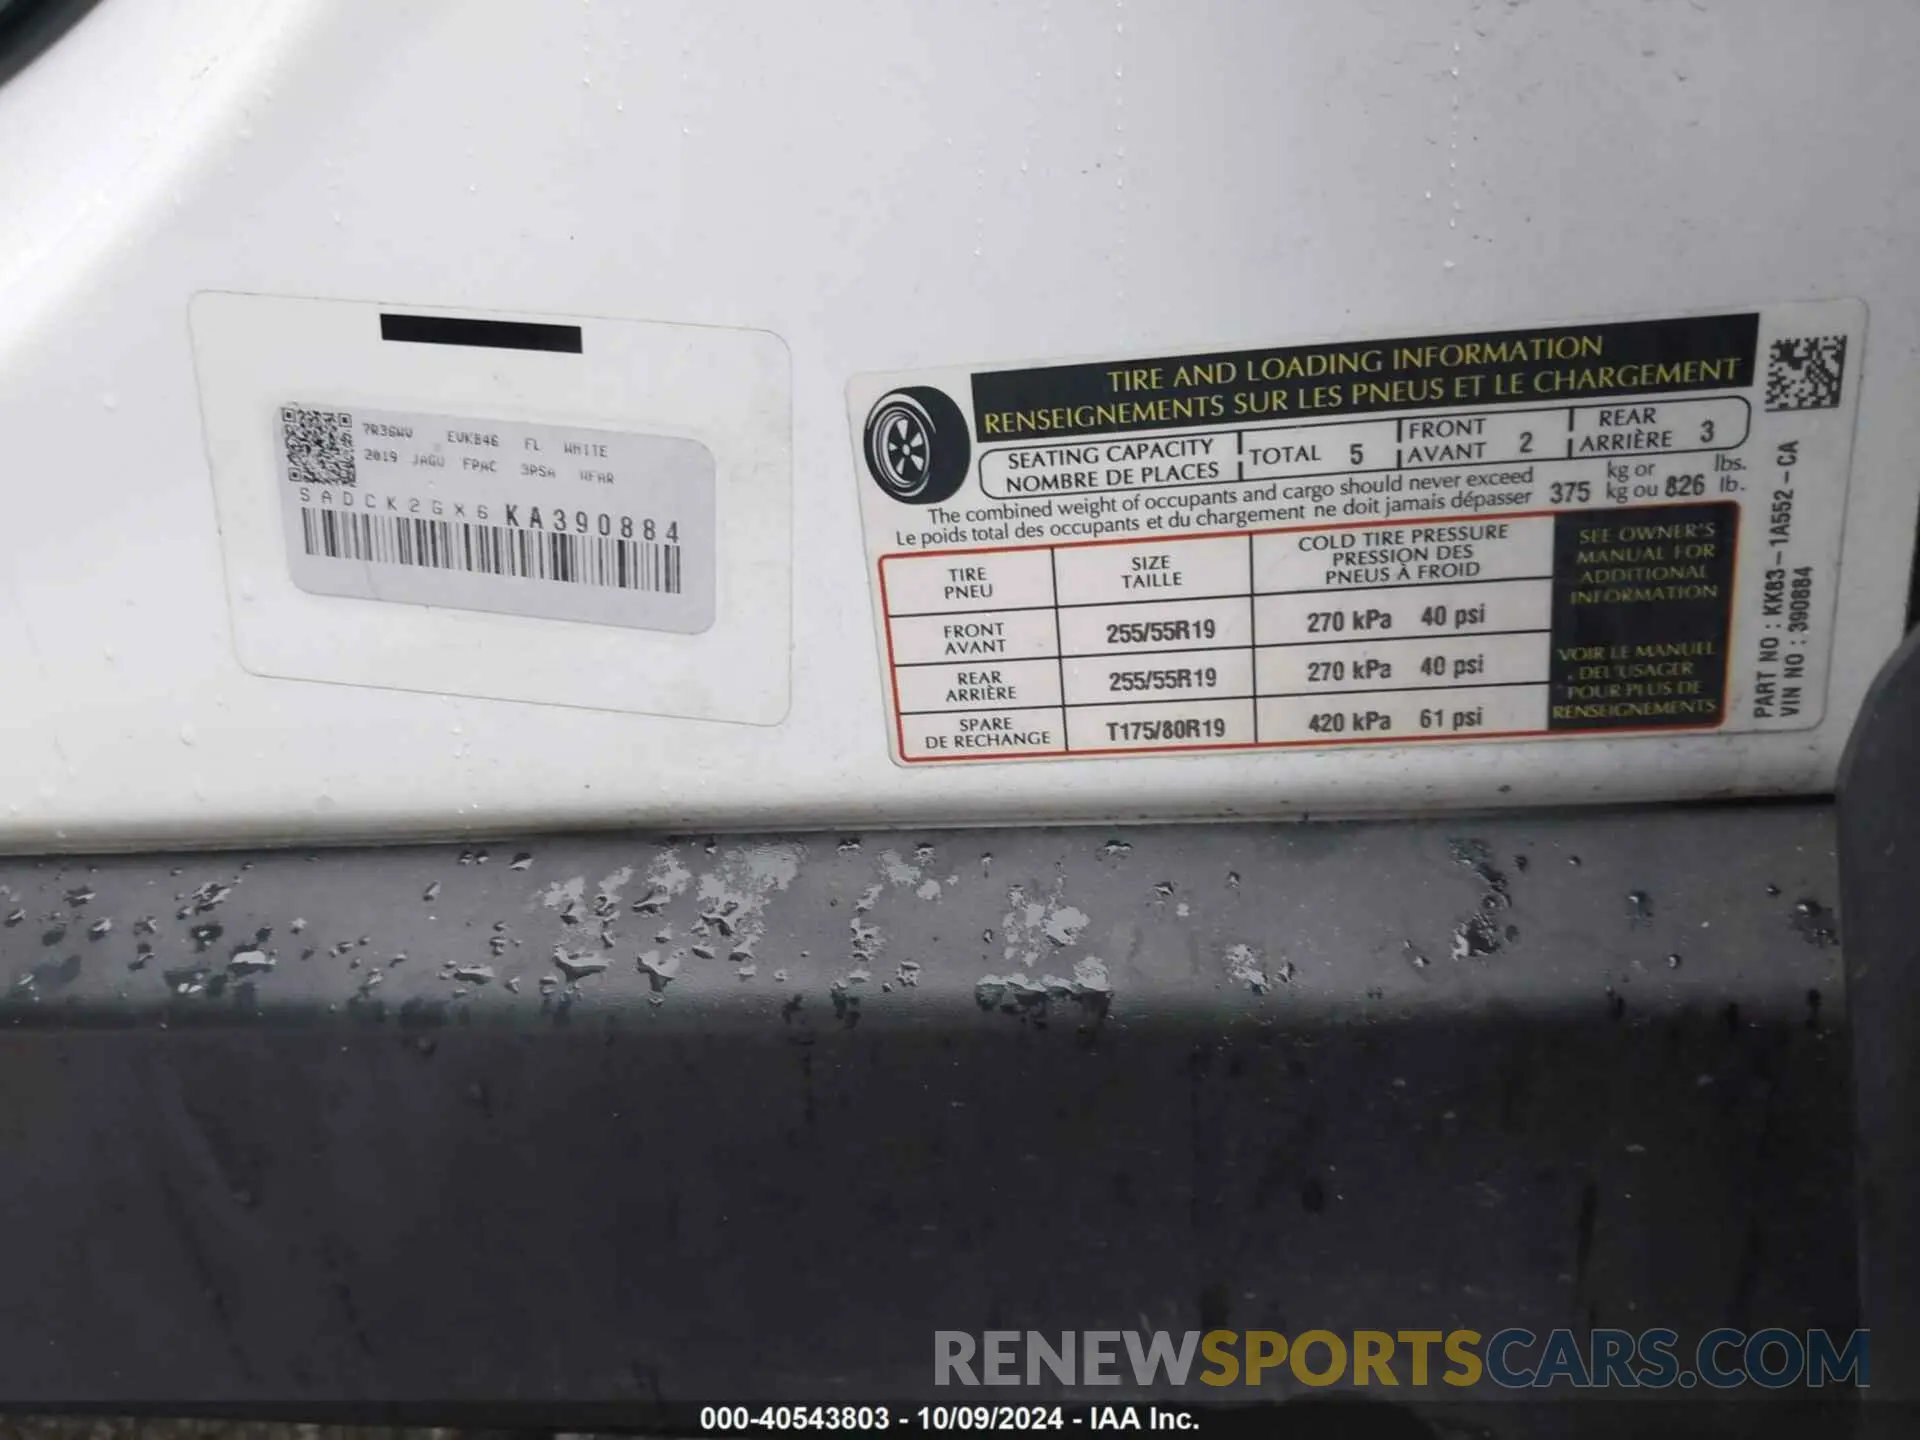 7R36WV EVKB46 FL WHITE
2019 JAGU FPAC 3PSA
SADCK2GX6KA390884
TIRE AND LOADING INFORMATION
RENSEIGNEMENTS SUR LES PNEUS ET LE CHARGEMENT
SEATING CAPACITY
NOMBRE DE PLACES
TOTAL 5
FRONT
AVANT 2
REAR
ARRIÈRE 3
The combined weight of occupants and cargo should never exceed 375 kg or 826 lbs.
Le poids total des occupants et du chargement ne doit jamais dépasser kg ou lb.
TIRE
PNEU
SIZE
TAILLE
COLD TIRE PRESSURE
PRESSION DES
PNEUS À FROID
FRONT
AVANT
255/55R19
270 kPa 40 psi
REAR
ARRIÈRE
255/55R19
270 kPa 40 psi
SPARE
DE RECHANGE
T175/80R19
420 kPa 61 psi
SEE OWNER'S
MANUAL FOR
ADDITIONAL
INFORMATION
VOIR LE MANUEL
DEL'USAGER
POUR PLUS DE
RENSEIGNEMENTS
PART NO : KK83-1A552-CA
VIN NO : 390884
RENEWSPORTSCARS.COM
000-40543803 - 10/09/2024 - IAA Inc.